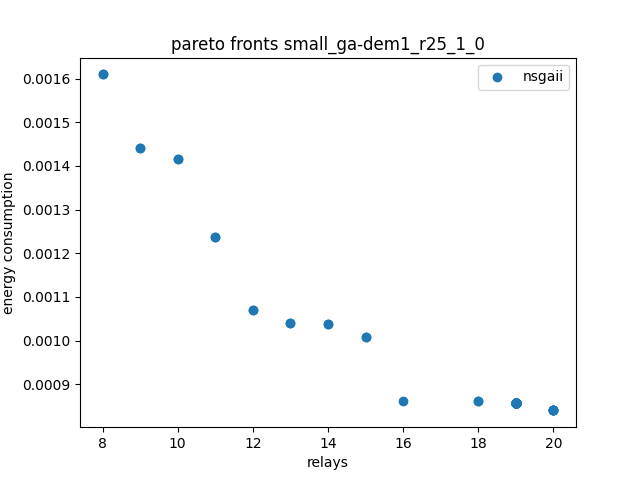 pareto fronts small_ga-dem1_r25_1_0
nsgaii
energy consumption
0.0016
0.0015
0.0014
0.0013
0.0012
0.0011
0.0010
0.0009
8 10 12 14 16 18 20
relays